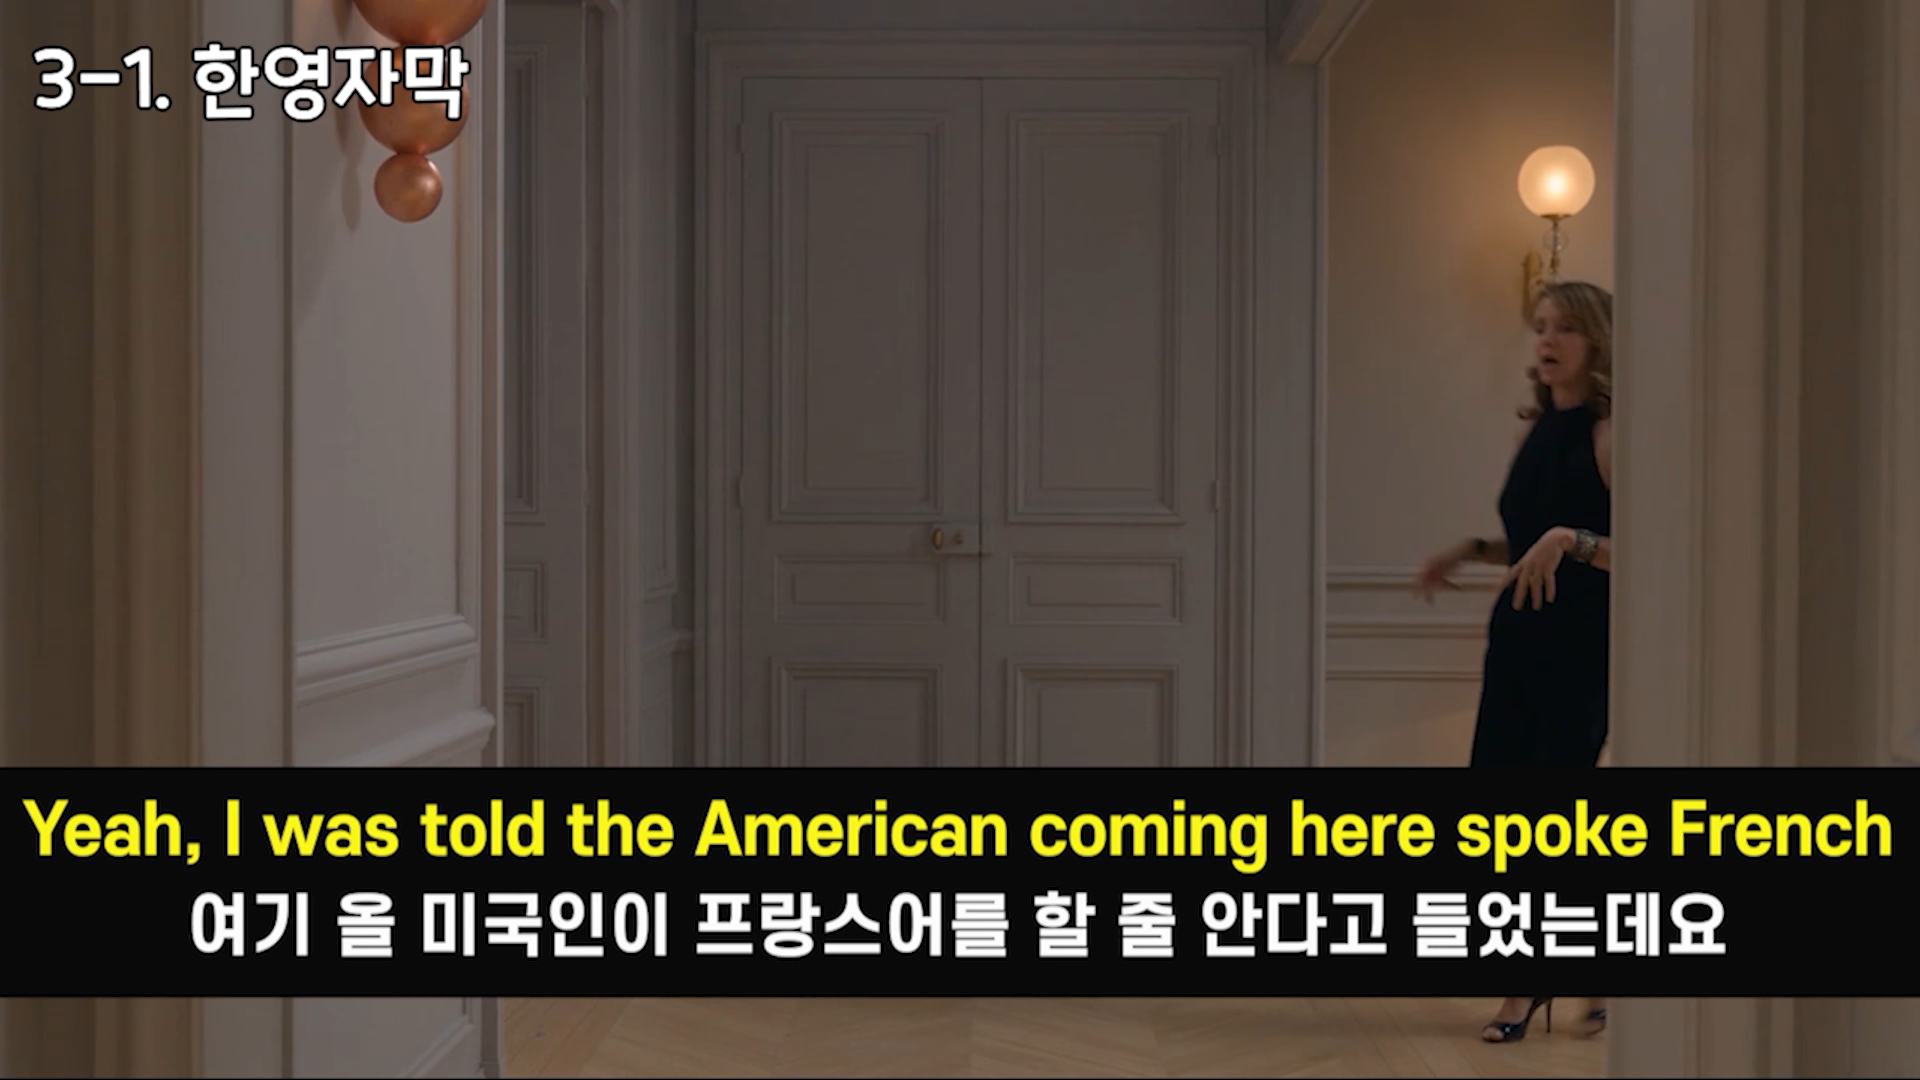 3-1. 한영자막
Yeah, I was told the American coming here spoke French
여기 올 미국인이 프랑스어를 할 줄 안다고 들었는데요